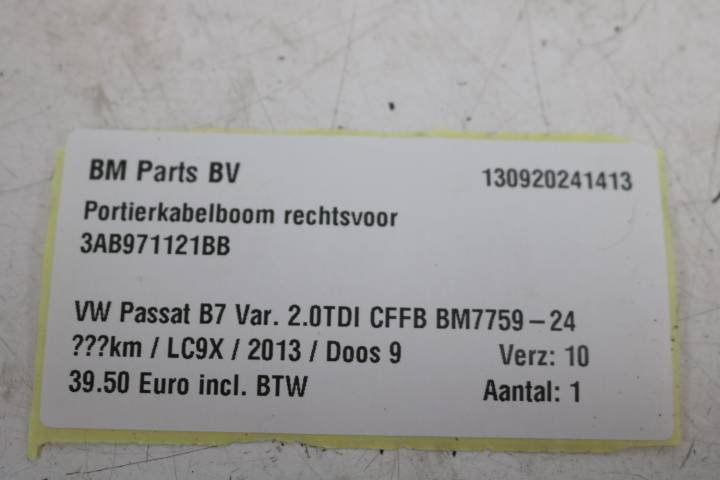 BM Parts BV 130920241413
Portierkabelboom rechtsvoor
3AB971121BB
VW Passat B7 Var. 2.0TDI CFFB BM7759-24
???km / LC9X / 2013 / Doos 9 Verz: 10
39.50 Euro incl. BTW Aantal: 1